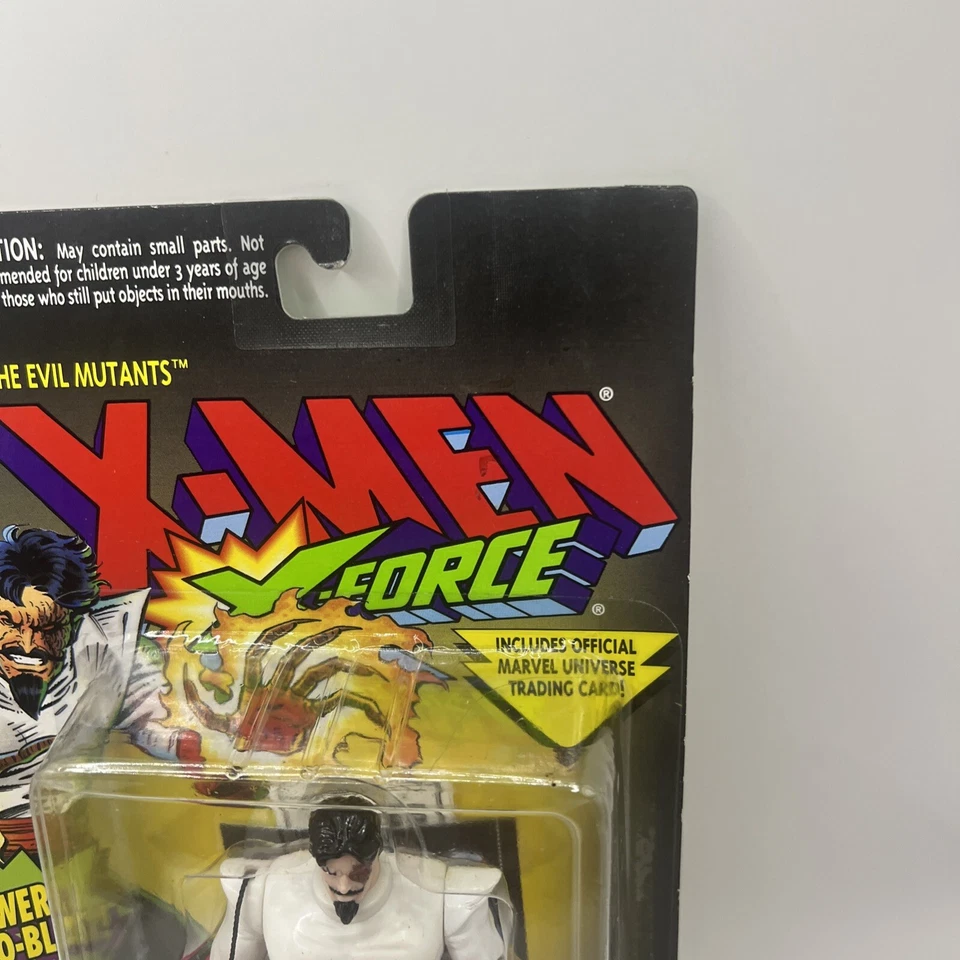 TION: May contain small parts. Not
mended for children under 3 years of age
those who still put objects in their mouths.
HE EVIL MUTANTS™
X-MEN®
X-FORCE®
INCLUDES OFFICIAL
MARVEL UNIVERSE
TRADING CARD!
WER
O-BL